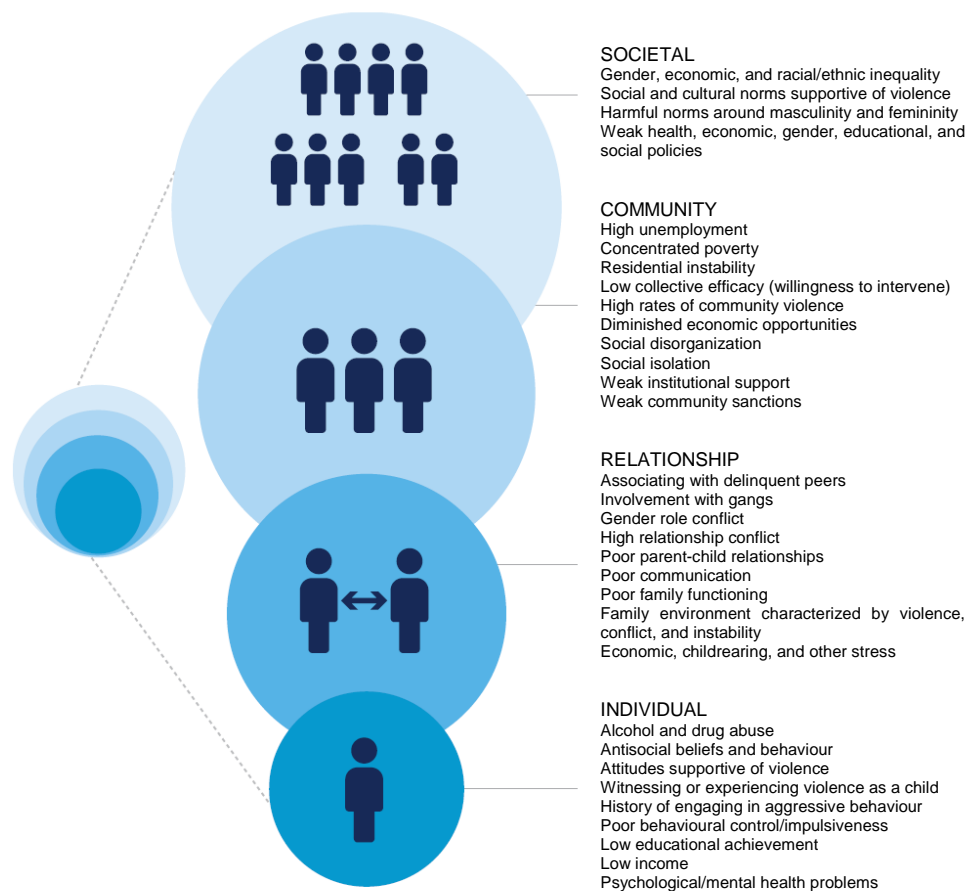 SOCIETAL
Gender, economic, and racial/ethnic inequality
Social and cultural norms supportive of violence
Harmful norms around masculinity and femininity
Weak health, economic, gender, educational, and
social policies
COMMUNITY
High unemployment
Concentrated poverty
Residential instability
Low collective efficacy (willingness to intervene)
High rates of community violence
Diminished economic opportunities
Social disorganization
Social isolation
Weak institutional support
Weak community sanctions
RELATIONSHIP
Associating with delinquent peers
Involvement with gangs
Gender role conflict
High relationship conflict
Poor parent-child relationships
Poor communication
Poor family functioning
Family environment characterized by violence,
conflict, and instability
Economic, childrearing, and other stress
INDIVIDUAL
Alcohol and drug abuse
Antisocial beliefs and behaviour
Attitudes supportive of violence
Witnessing or experiencing violence as a child
History of engaging in aggressive behaviour
Poor behavioural control/impulsiveness
Low educational achievement
Low income
Psychological/mental health problems